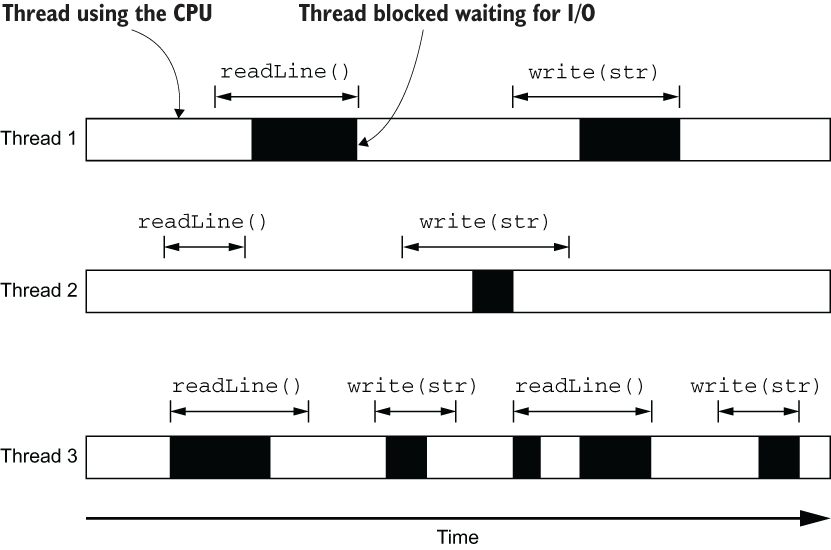 Thread using the CPU
Thread blocked waiting for I/O
readLine()
write(str)
Thread 1
readLine()
write(str)
Thread 2
readLine()
write(str)
readLine()
write(str)
Thread 3
Time